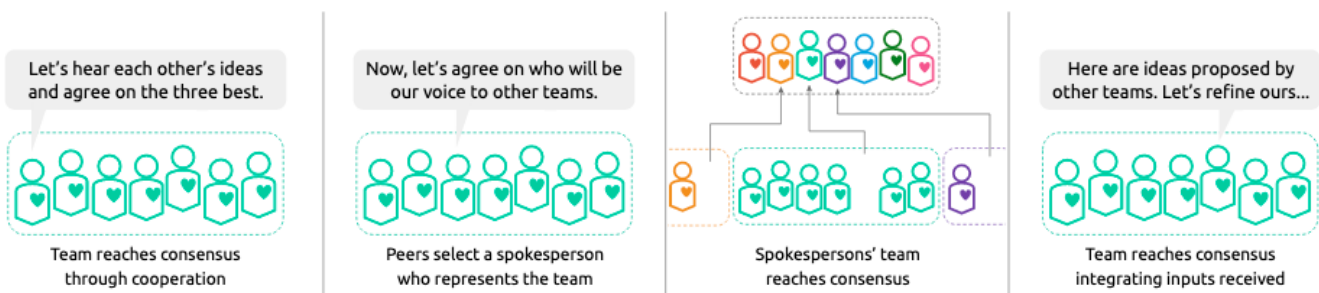 Let's hear each other's ideas
and agree on the three best.
Team reaches consensus
through cooperation
Now, let's agree on who will be
our voice to other teams.
Peers select a spokesperson
who represents the team
Spokespersons' team
reaches consensus
Here are ideas proposed by
other teams. Let's refine ours...
Team reaches consensus
integrating inputs received